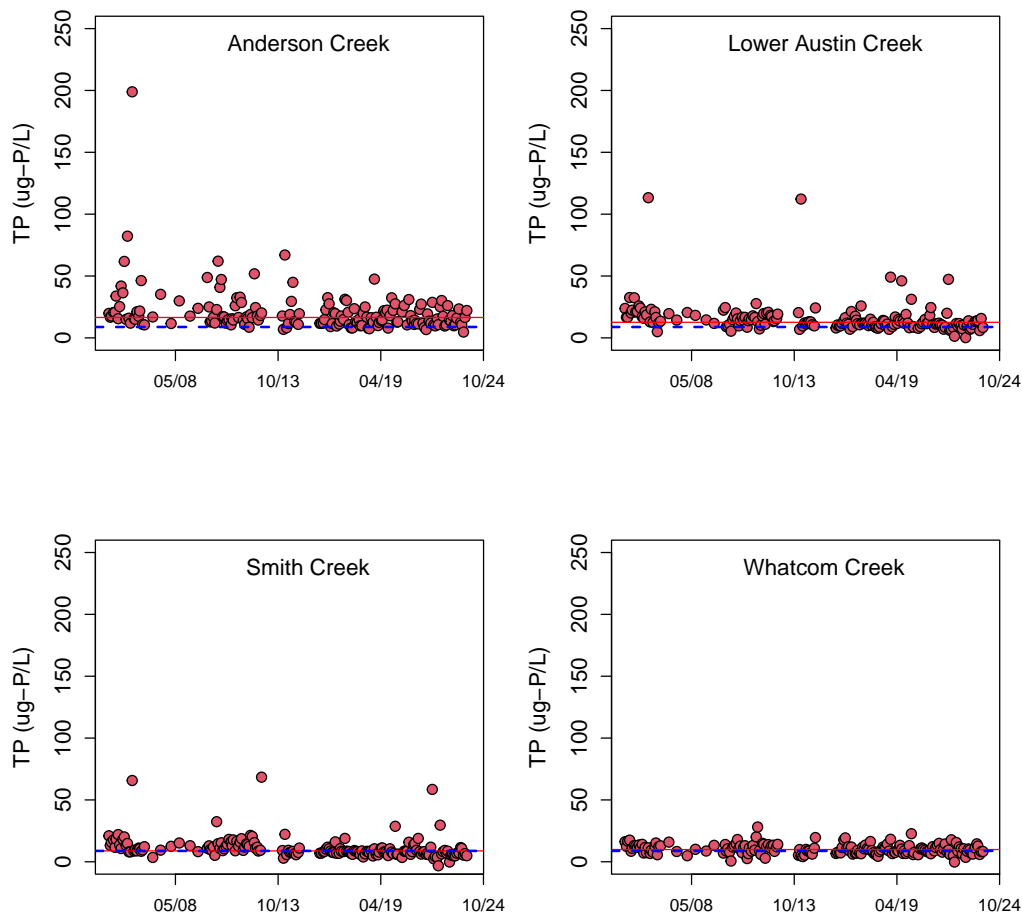 Anderson Creek
TP (ug−P/L)
250
200
150
100
50
0
05/08 10/13 04/19 10/24
Lower Austin Creek
TP (ug−P/L)
250
200
150
100
50
0
05/08 10/13 04/19 10/24
Smith Creek
TP (ug−P/L)
250
200
150
100
50
0
05/08 10/13 04/19 10/24
Whatcom Creek
TP (ug−P/L)
250
200
150
100
50
0
05/08 10/13 04/19 10/24